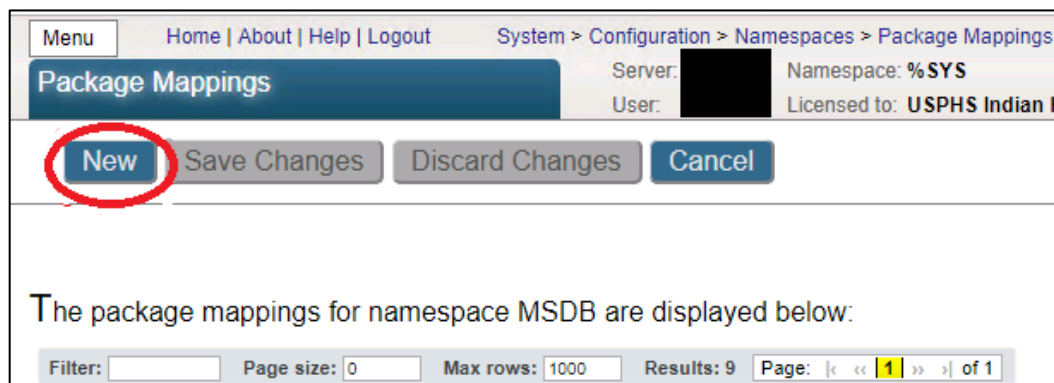 Menu Home | About | Help | Logout System > Configuration > Namespaces > Package Mappings
Package Mappings Server: Namespace: %SYS
User: Licensed to: USPHS Indian
New Save Changes Discard Changes Cancel
The package mappings for namespace MSDB are displayed below:
Filter: Page size: 0 Max rows: 1000 Results: 9 Page: |< << 1 >> >| of 1